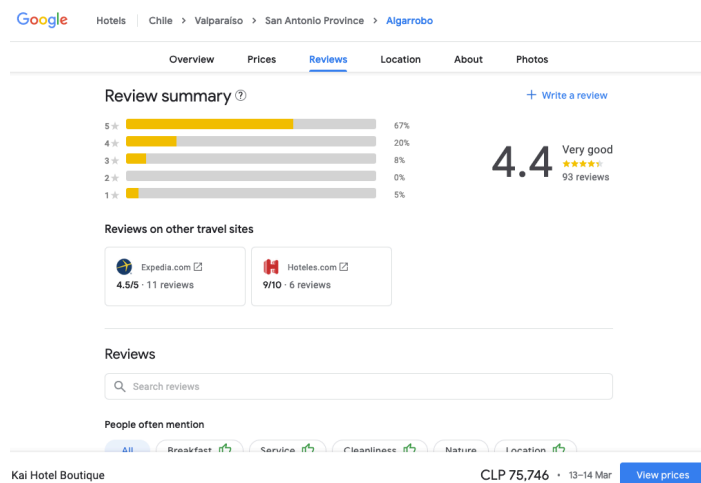 Google Hotels Chile > Valparaíso > San Antonio Province > Algarrobo
Overview Prices Reviews Location About Photos
Review summary ?
+ Write a review
5 ★ 67%
4 ★ 20%
3 ★ 8%
2 ★ 0%
1 ★ 5%
4.4
Very good
93 reviews
Reviews on other travel sites
Expedia.com
4.5/5 · 11 reviews
Hoteles.com
9/10 · 6 reviews
Reviews
Search reviews
People often mention
All Breakfast Service Cleanliness Nature Location
Kai Hotel Boutique CLP 75,746 · 13–14 Mar View prices